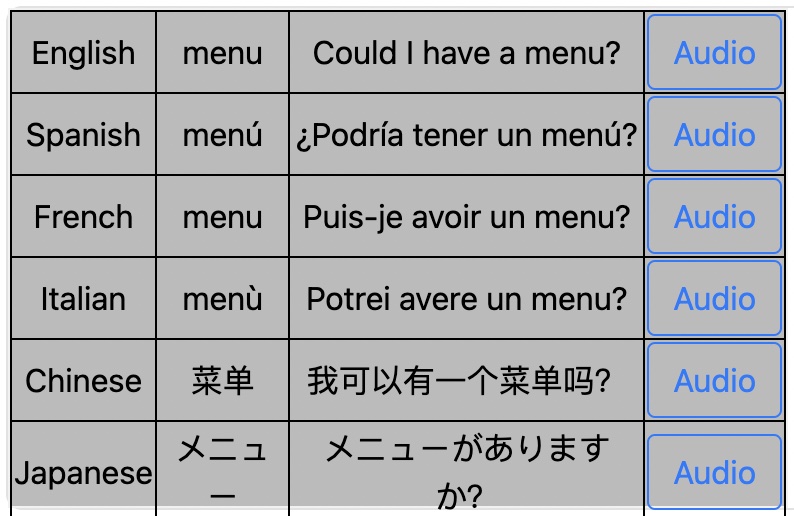 English menu Could I have a menu? Audio
Spanish menú ¿Podría tener un menú? Audio
French menu Puis-je avoir un menu? Audio
Italian menù Potrei avere un menu? Audio
Chinese 菜单 我可以有一个菜单吗? Audio
Japanese メニュー メニューがありますか? Audio